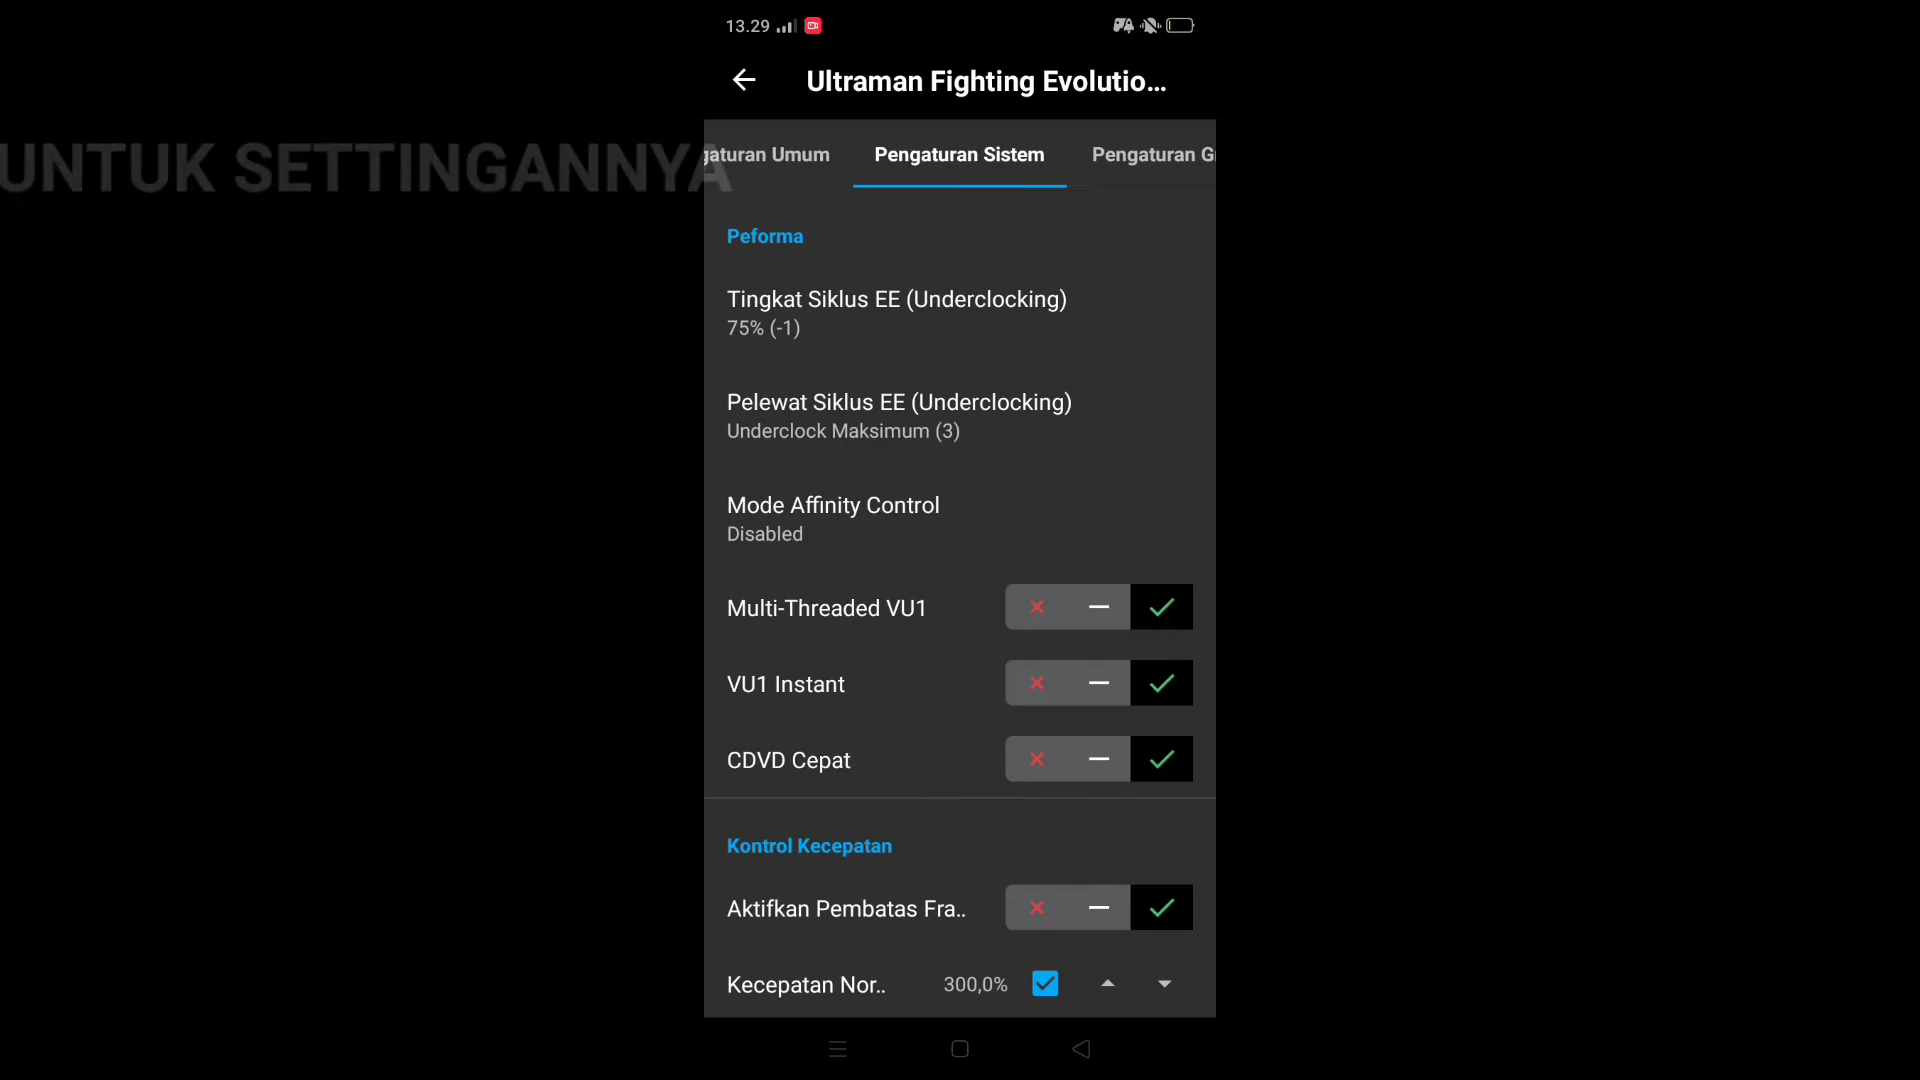 13.29
Ultraman Fighting Evolutio...
UNTUK SETTINGANNYA
gaturan Umum
Pengaturan Sistem
Pengaturan G
Peforma
Tingkat Siklus EE (Underclocking)
75% (-1)
Pelewat Siklus EE (Underclocking)
Underclock Maksimum (3)
Mode Affinity Control
Disabled
Multi-Threaded VU1
VU1 Instant
CDVD Cepat
Kontrol Kecepatan
Aktifkan Pembatas Fra..
Kecepatan Nor.. 300,0%